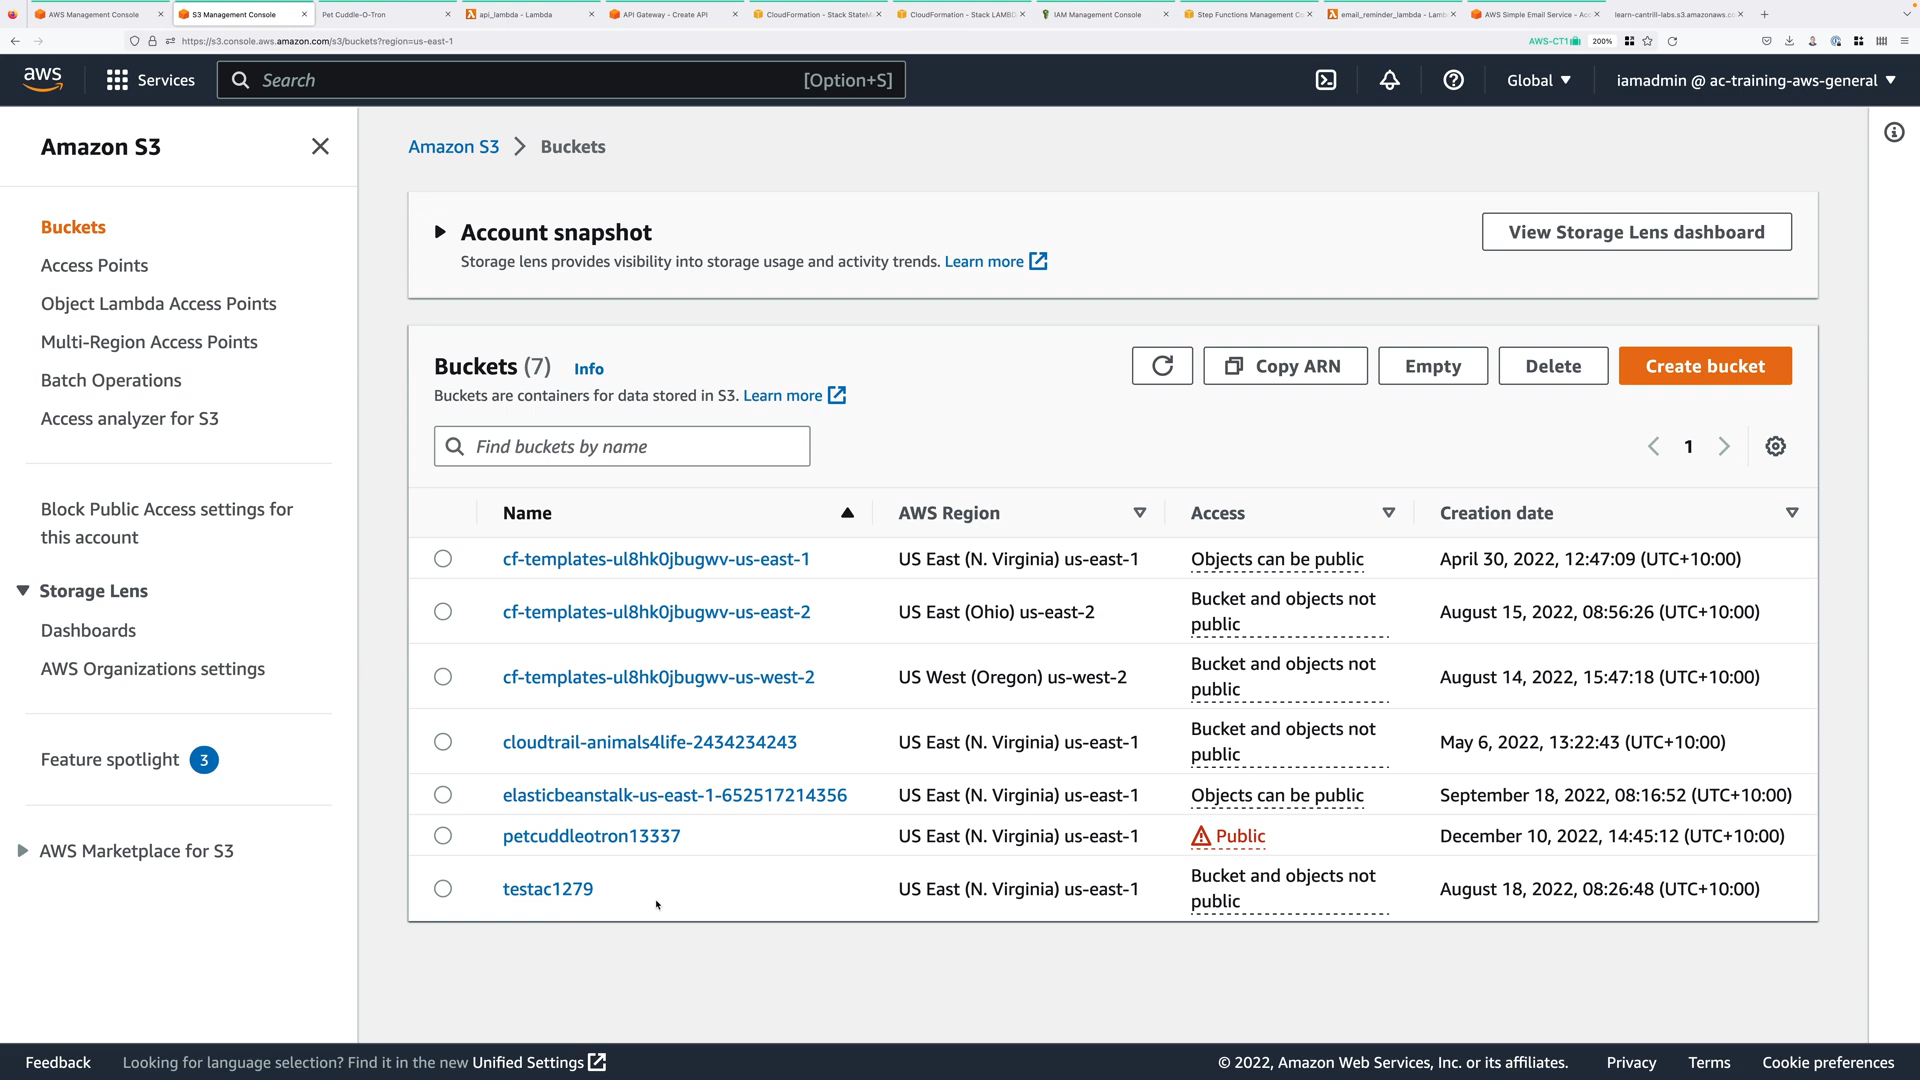 AWS Management Console
S3 Management Console
Pet Cuddle-O-Tron
api_lambda - Lambda
API Gateway - Create API
CloudFormation - Stack StateM
CloudFormation - Stack LAMBD
IAM Management Console
Step Functions Management Co
email_reminder_lambda - Lamb
AWS Simple Email Service - Acc
learn-cantrill-labs.s3.amazonaws.co
https://s3.console.aws.amazon.com/s3/buckets?region=us-east-1
AWS-CT1
200%
aws
Services
Search
[Option+S]
Global
iamadmin @ ac-training-aws-general
Amazon S3
Buckets
Access Points
Object Lambda Access Points
Multi-Region Access Points
Batch Operations
Access analyzer for S3
Block Public Access settings for
this account
Storage Lens
Dashboards
AWS Organizations settings
Feature spotlight 3
AWS Marketplace for S3
Amazon S3 > Buckets
Account snapshot
Storage lens provides visibility into storage usage and activity trends. Learn more
View Storage Lens dashboard
Buckets (7) Info
Buckets are containers for data stored in S3. Learn more
Copy ARN
Empty
Delete
Create bucket
Find buckets by name
1
Name AWS Region Access Creation date
cf-templates-ul8hk0jbugwv-us-east-1 US East (N. Virginia) us-east-1 Objects can be public April 30, 2022, 12:47:09 (UTC+10:00)
cf-templates-ul8hk0jbugwv-us-east-2 US East (Ohio) us-east-2 Bucket and objects not public August 15, 2022, 08:56:26 (UTC+10:00)
cf-templates-ul8hk0jbugwv-us-west-2 US West (Oregon) us-west-2 Bucket and objects not public August 14, 2022, 15:47:18 (UTC+10:00)
cloudtrail-animals4life-2434234243 US East (N. Virginia) us-east-1 Bucket and objects not public May 6, 2022, 13:22:43 (UTC+10:00)
elasticbeanstalk-us-east-1-652517214356 US East (N. Virginia) us-east-1 Objects can be public September 18, 2022, 08:16:52 (UTC+10:00)
petcuddleotron13337 US East (N. Virginia) us-east-1 Public December 10, 2022, 14:45:12 (UTC+10:00)
testac1279 US East (N. Virginia) us-east-1 Bucket and objects not public August 18, 2022, 08:26:48 (UTC+10:00)
Feedback
Looking for language selection? Find it in the new Unified Settings
© 2022, Amazon Web Services, Inc. or its affiliates.
Privacy
Terms
Cookie preferences